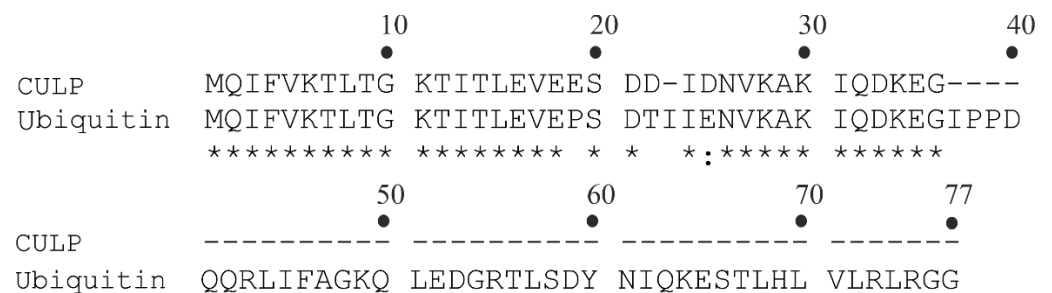 10 20 30 40
● ● ● ●
CULP MQIFVKTLTG KTITLEVEES DD-IDNVKAK IQDKEG----
Ubiquitin MQIFVKTLTG KTITLEVEPS DTIIENVKAK IQDKEGIPPD
********** ******** * * *:***** ******
50 60 70 77
● ● ● ●
CULP ---------- ---------- ---------- -------
Ubiquitin QQRLIFAGKQ LEDGRTLSDY NIQKESTLHL VLRLRGG